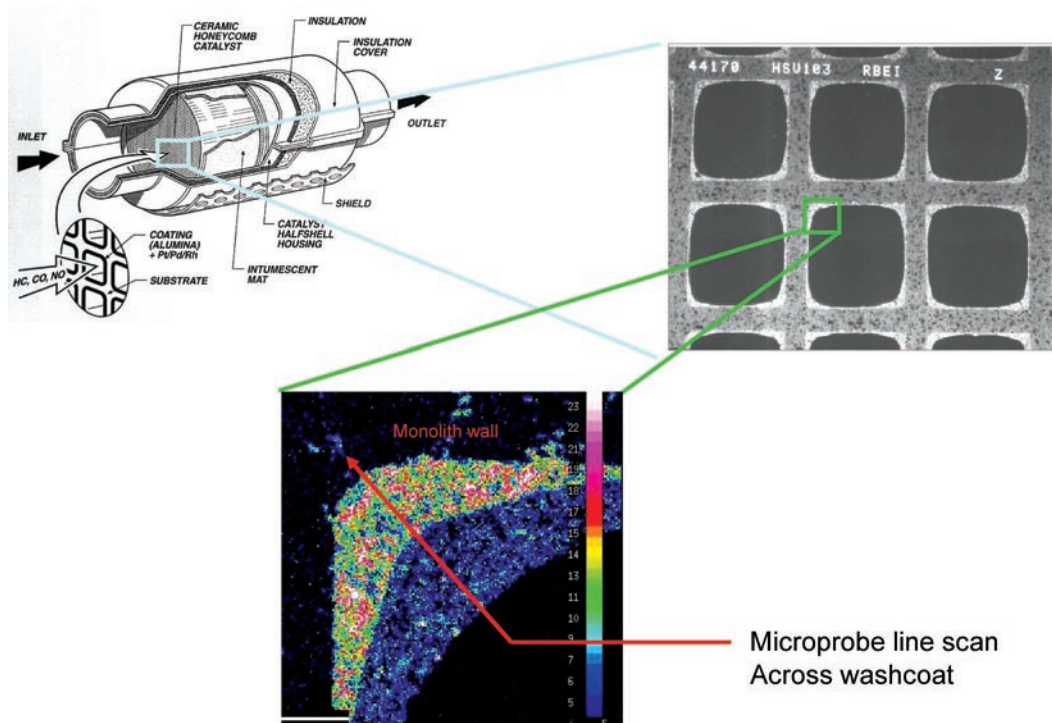 CERAMIC
HONEYCOMB
CATALYST
INSULATION
INSULATION
COVER
INLET
OUTLET
SHIELD
CATALYST
HALFSHELL
HOUSING
INTUMESCENT
MAT
COATING
(ALUMINA)
+ Pt/Pd/Rh
SUBSTRATE
HC, CO, NO
44170 HSV103 RBEI Z
Monolith wall
23
22
21
19
18
17
15
14
13
11
10
9
7
6
5
Microprobe line scan
Across washcoat